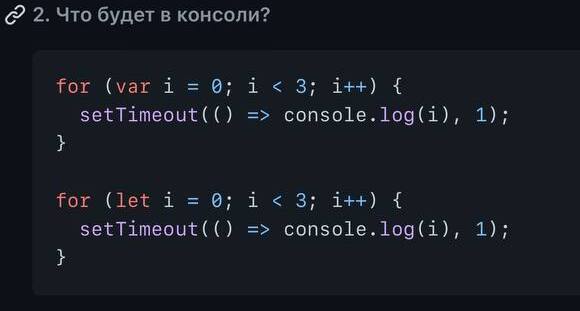 2. Что будет в консоли?
for (var i = 0; i < 3; i++) {
  setTimeout(() => console.log(i), 1);
}
for (let i = 0; i < 3; i++) {
  setTimeout(() => console.log(i), 1);
}